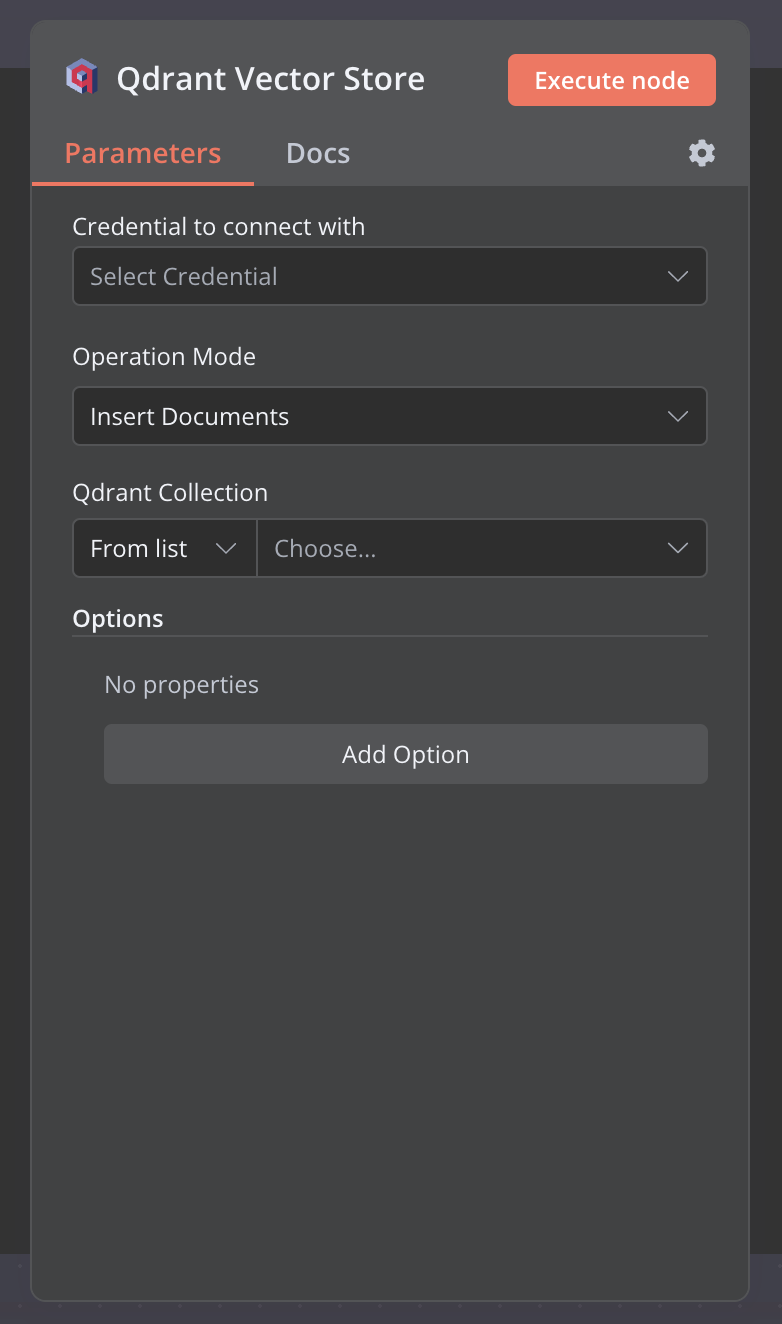 Qdrant Vector Store
Execute node
Parameters
Docs
Credential to connect with
Select Credential
Operation Mode
Insert Documents
Qdrant Collection
From list
Choose...
Options
No properties
Add Option